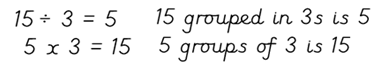 15 ÷ 3 = 5 15 grouped in 3s is 5
5 x 3 = 15 5 groups of 3 is 15